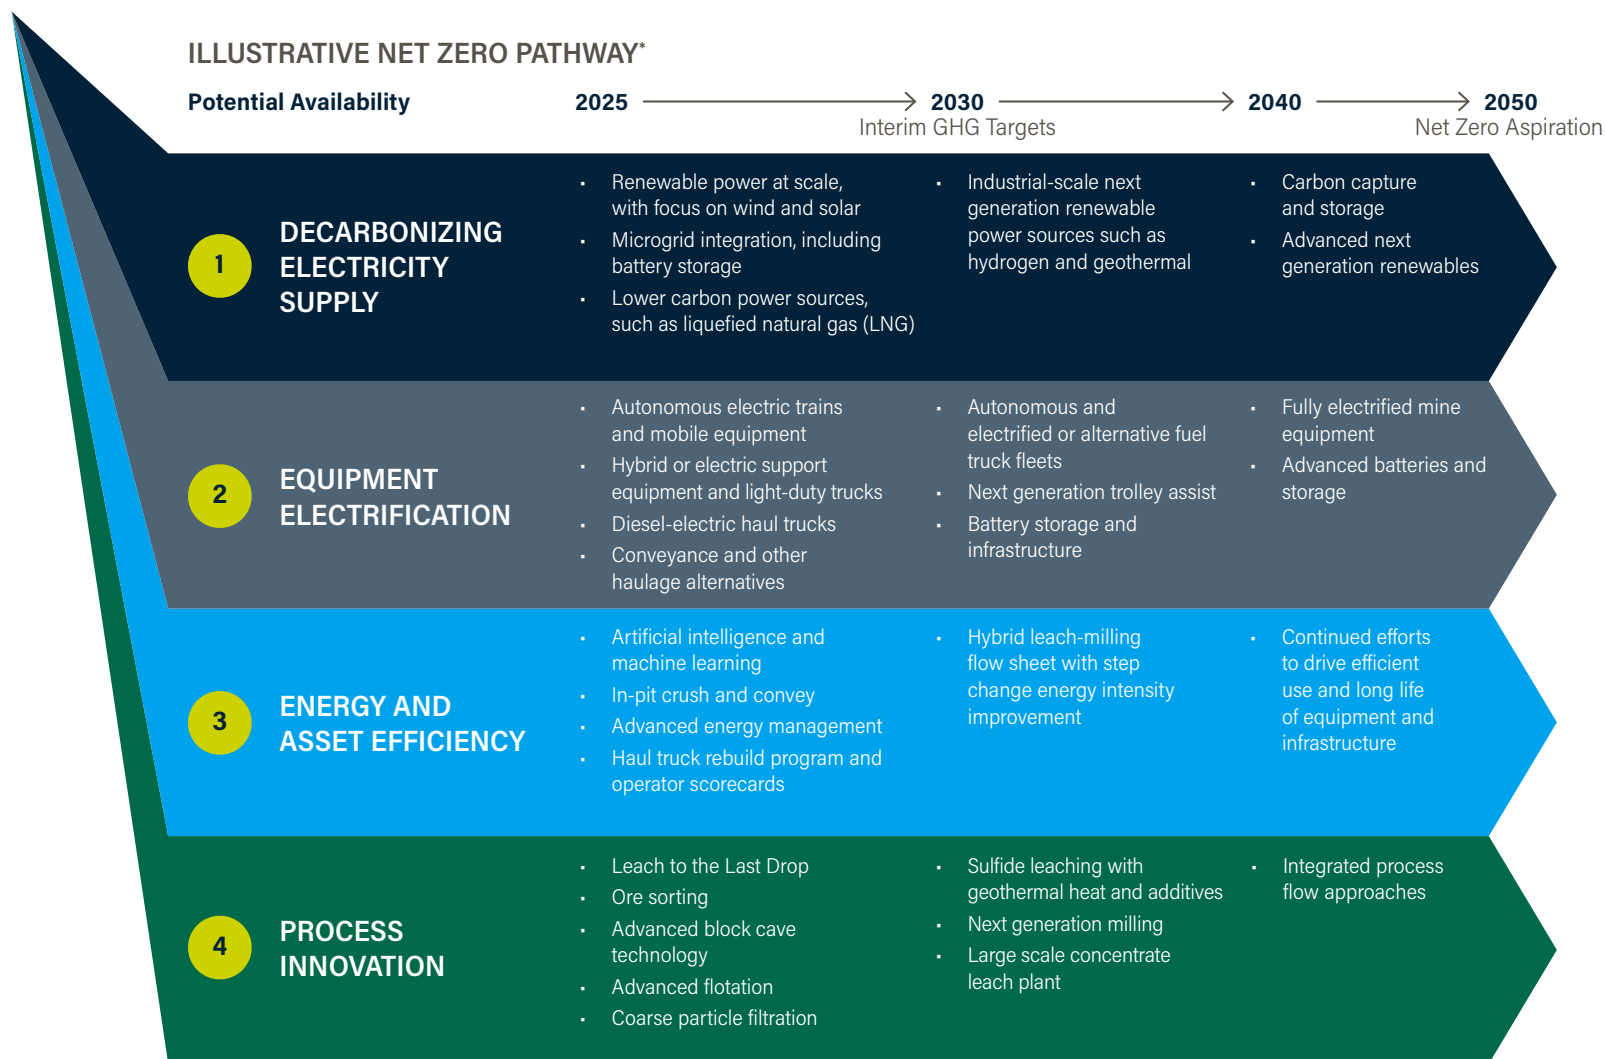 ILLUSTRATIVE NET ZERO PATHWAY*
Potential Availability
2025
2030
2040
2050
Interim GHG Targets
Net Zero Aspiration
1
DECARBONIZING
ELECTRICITY
SUPPLY
▪ Renewable power at scale,
with focus on wind and solar
▪ Microgrid integration, including
battery storage
▪ Lower carbon power sources,
such as liquefied natural gas (LNG)
▪ Industrial-scale next
generation renewable
power sources such as
hydrogen and geothermal
▪ Carbon capture
and storage
▪ Advanced next
generation renewables
2
EQUIPMENT
ELECTRIFICATION
▪ Autonomous electric trains
and mobile equipment
▪ Hybrid or electric support
equipment and light-duty trucks
▪ Diesel-electric haul trucks
▪ Conveyance and other
haulage alternatives
▪ Autonomous and
electrified or alternative fuel
truck fleets
▪ Next generation trolley assist
▪ Battery storage and
infrastructure
▪ Fully electrified mine
equipment
▪ Advanced batteries and
storage
3
ENERGY AND
ASSET EFFICIENCY
▪ Artificial intelligence and
machine learning
▪ In-pit crush and convey
▪ Advanced energy management
▪ Haul truck rebuild program and
operator scorecards
▪ Hybrid leach-milling
flow sheet with step
change energy intensity
improvement
▪ Continued efforts
to drive efficient
use and long life
of equipment and
infrastructure
4
PROCESS
INNOVATION
▪ Leach to the Last Drop
▪ Ore sorting
▪ Advanced block cave
technology
▪ Advanced flotation
▪ Coarse particle filtration
▪ Sulfide leaching with
geothermal heat and additives
▪ Next generation milling
▪ Large scale concentrate
leach plant
▪ Integrated process
flow approaches